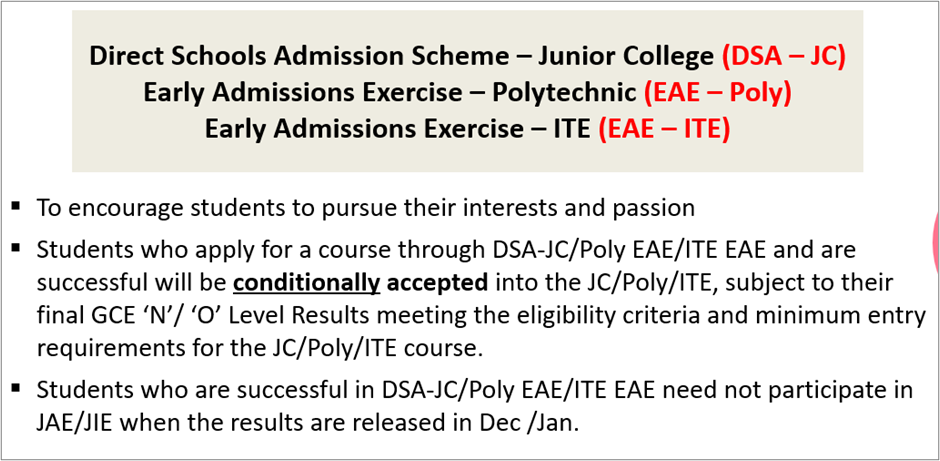 Direct Schools Admission Scheme – Junior College (DSA – JC)
Early Admissions Exercise – Polytechnic (EAE – Poly)
Early Admissions Exercise – ITE (EAE – ITE)
▪ To encourage students to pursue their interests and passion
▪ Students who apply for a course through DSA-JC/Poly EAE/ITE EAE and are
successful will be conditionally accepted into the JC/Poly/ITE, subject to their
final GCE ‘N’/ ‘O’ Level Results meeting the eligibility criteria and minimum entry
requirements for the JC/Poly/ITE course.
▪ Students who are successful in DSA-JC/Poly EAE/ITE EAE need not participate in
JAE/JIE when the results are released in Dec /Jan.